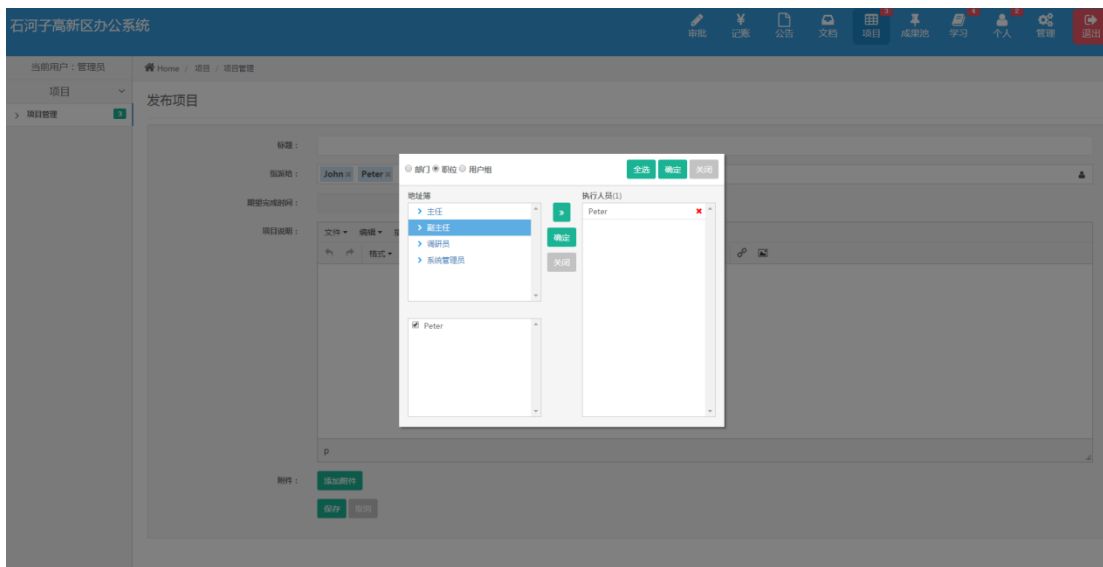 石河子高新区办公系统
审批 记账 公告 文档 项目 3 成果池 学习 4 个人 2 管理 退出
当前用户：管理员
Home / 项目 / 项目管理
项目
项目管理 3
发布项目
标题：
指派给： John × Peter ×
期望完成时间：
项目说明： 文件 编辑
格式
部门 职位 用户组 全选 确定 关闭
地址簿
主任
副主任
调研员
系统管理员
»
确定
关闭
执行人员(1)
Peter ×
Peter
p
附件： 添加附件
保存 取消